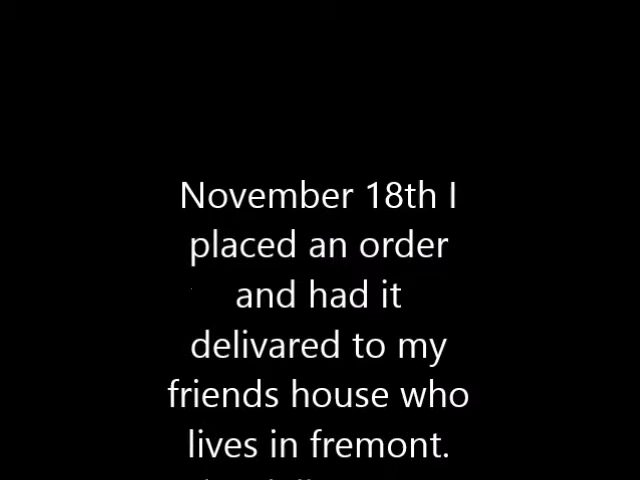 November 18th I
placed an order
and had it
delivared to my
friends house who
lives in fremont.